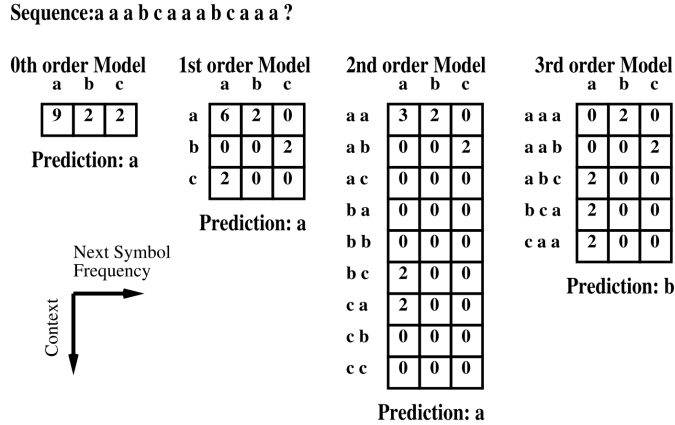 Sequence:a a a b c a a a b c a a a ?
0th order Model
a b c
9 2 2
Prediction: a
1st order Model
a b c
a 6 2 0
b 0 0 2
c 2 0 0
Prediction: a
2nd order Model
a b c
a a 3 2 0
a b 0 0 2
a c 0 0 0
b a 0 0 0
b b 0 0 0
b c 2 0 0
c a 2 0 0
c b 0 0 0
c c 0 0 0
Prediction: a
3rd order Model
a b c
a a a 0 2 0
a a b 0 0 2
a b c 2 0 0
b c a 2 0 0
c a a 2 0 0
Prediction: b
Next Symbol
Frequency
Context